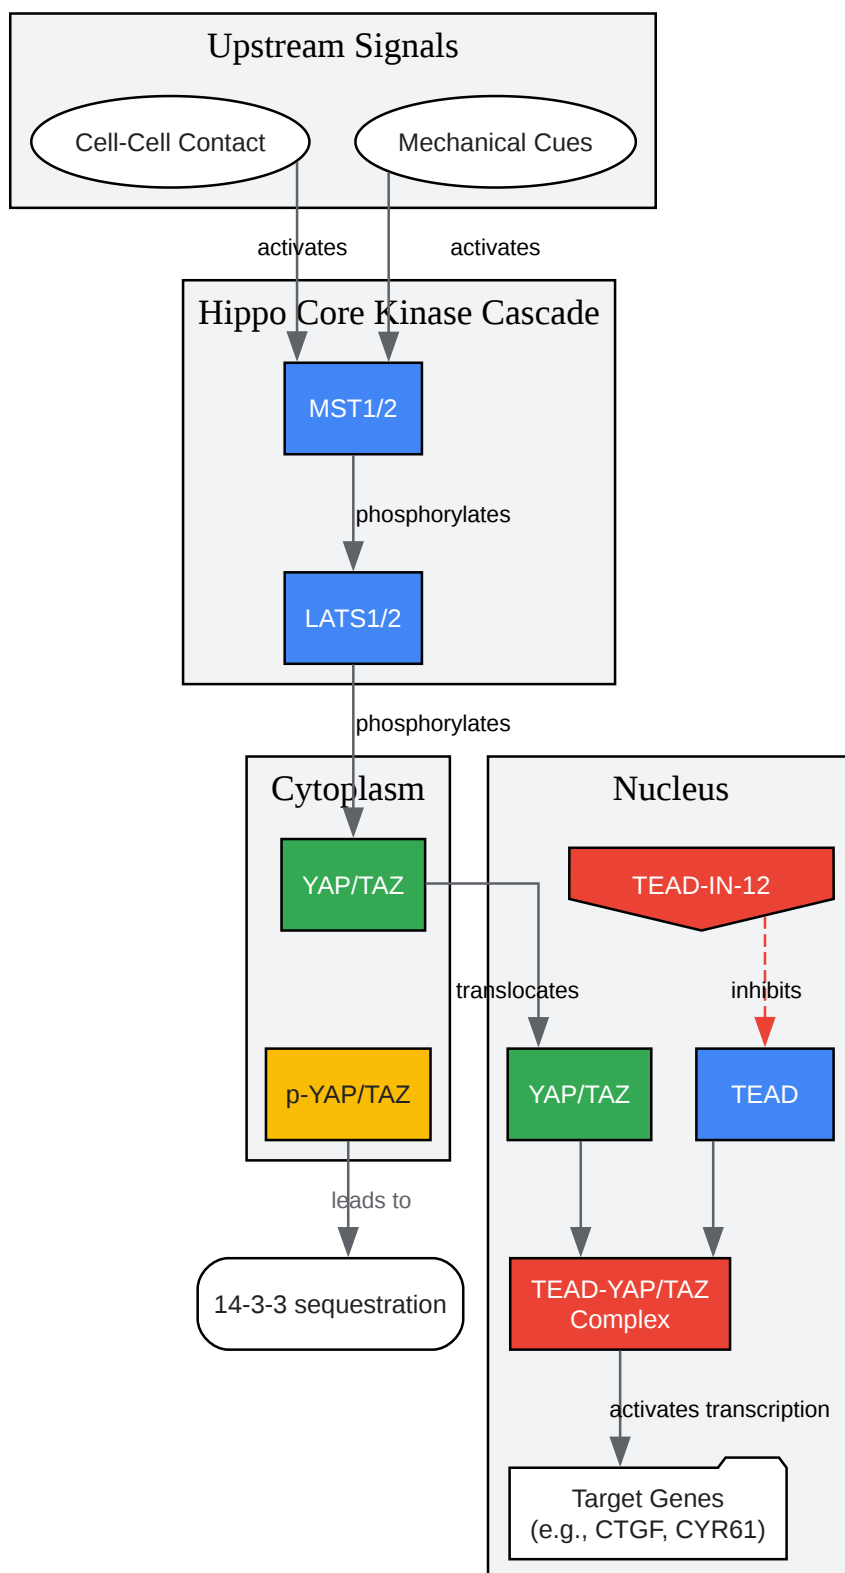 Upstream Signals
Cell-Cell Contact
Mechanical Cues
activates
activates
Hippo Core Kinase Cascade
MST1/2
phosphorylates
LATS1/2
phosphorylates
Cytoplasm
Nucleus
YAP/TAZ
TEAD-IN-12
translocates
inhibits
p-YAP/TAZ
YAP/TAZ
TEAD
leads to
14-3-3 sequestration
TEAD-YAP/TAZ
Complex
activates transcription
Target Genes
(e.g., CTGF, CYR61)